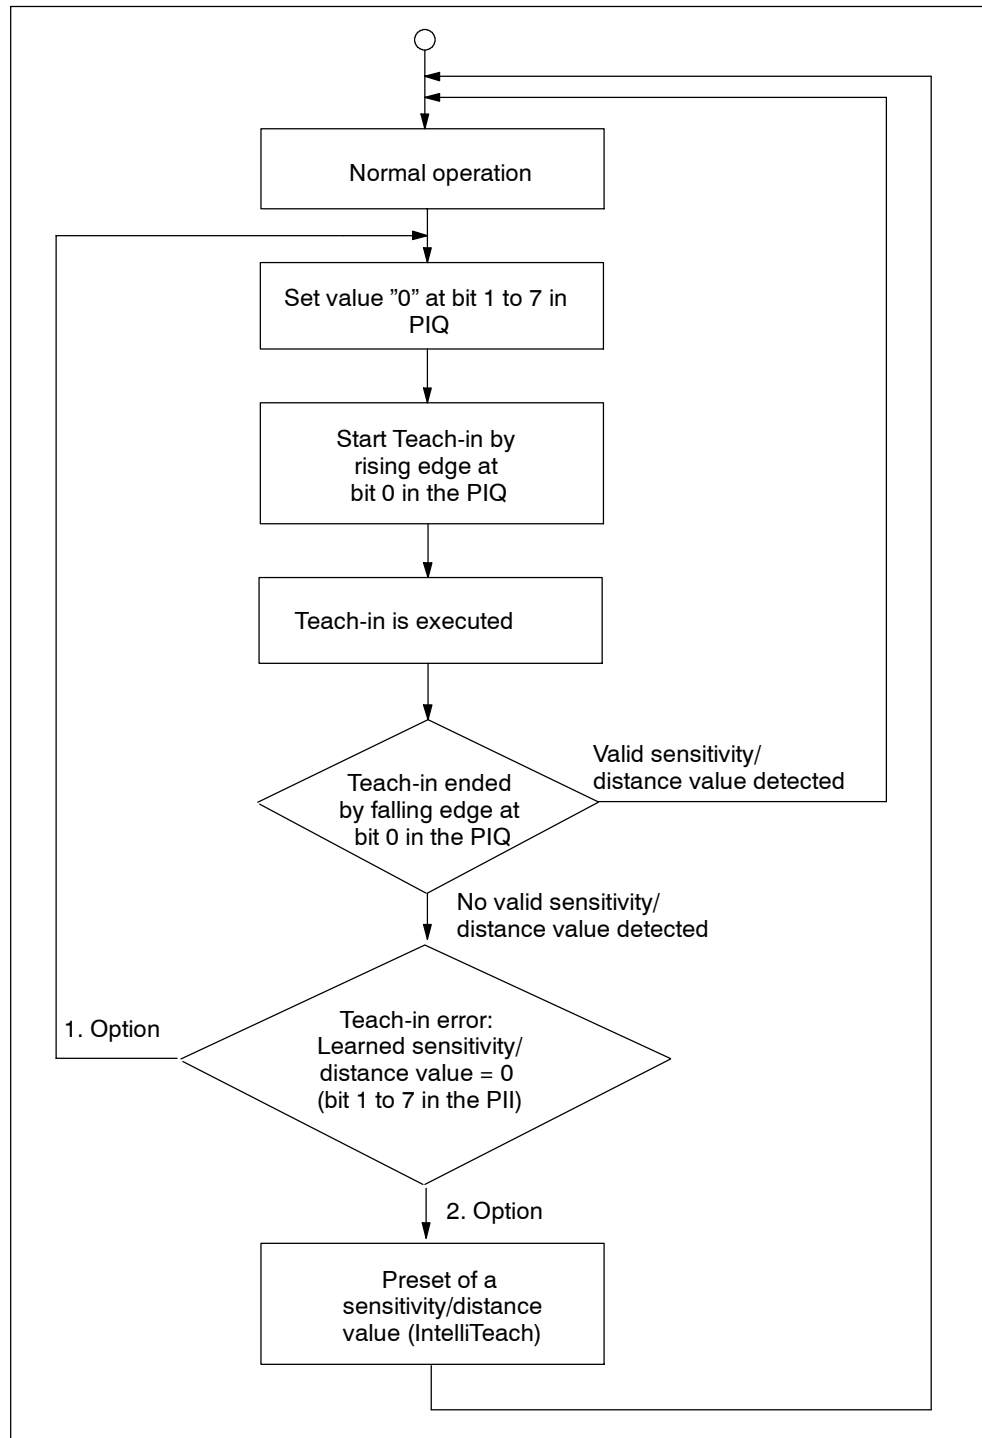 Normal operation
Set value ”0” at bit 1 to 7 in
PIQ
Start Teach-in by
rising edge at
bit 0 in the PIQ
Teach-in is executed
Teach-in ended
by falling edge at
bit 0 in the PIQ
Valid sensitivity/
distance value detected
No valid sensitivity/
distance value detected
Teach-in error:
Learned sensitivity/
distance value = 0
(bit 1 to 7 in the PII)
1. Option
2. Option
Preset of a
sensitivity/distance
value (IntelliTeach)